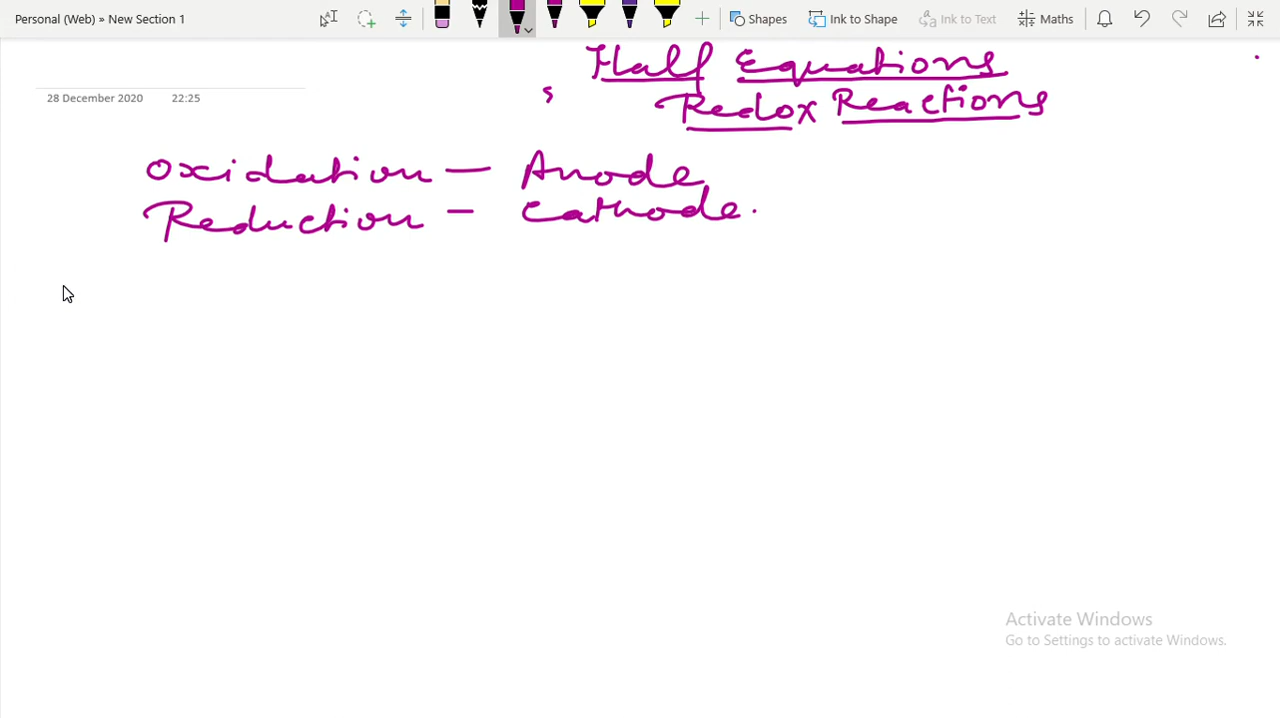 Personal (Web) » New Section 1
Shapes
Ink to Shape
Ink to Text
Maths
Half Equations
Redox Reactions
28 December 2020 22:25
s
Oxidation — Anode
Reduction — Cathode.
Activate Windows
Go to Settings to activate Windows.